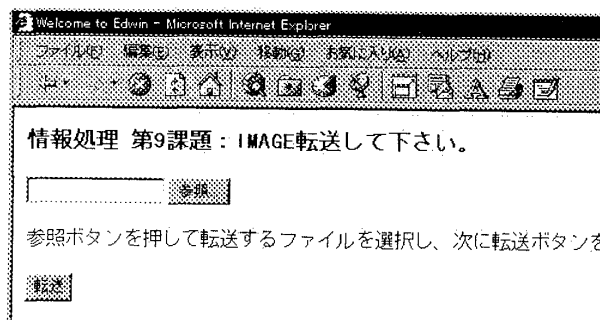 Welcome to Edwin - Microsoft Internet Explorer
ファイル(F) 編集(E) 表示(V) 移動(G) お気に入り(A) ヘルプ(H)
情報処理 第9課題：IMAGE転送して下さい。
参照
参照ボタンを押して転送するファイルを選択し、次に転送ボタンを
転送